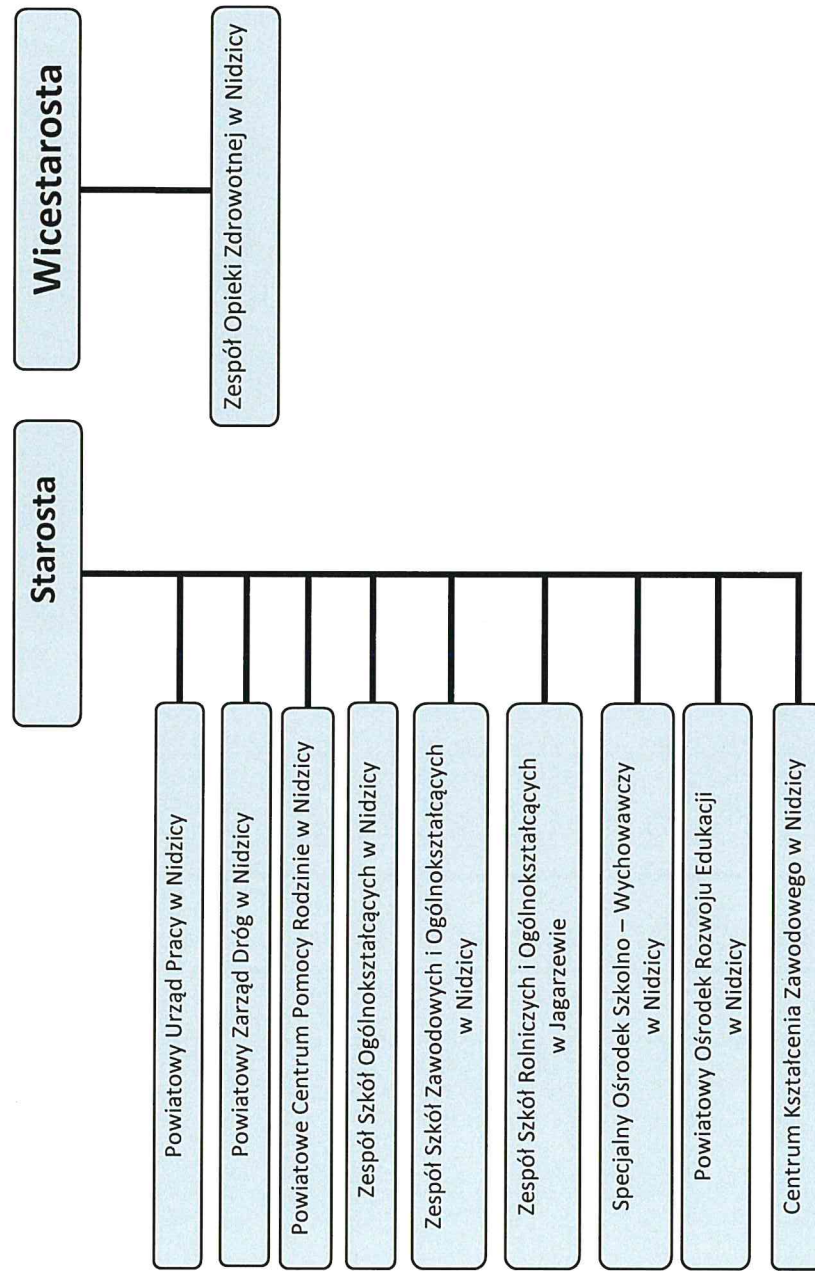 Starosta
Wicestarosta
Powiatowy Urząd Pracy w Nidzicy
Powiatowy Zarząd Dróg w Nidzicy
Powiatowe Centrum Pomocy Rodzinie w Nidzicy
Zespół Szkół Ogólnokształcących w Nidzicy
Zespół Szkół Zawodowych i Ogólnokształcących
w Nidzicy
Zespół Szkół Rolniczych i Ogólnokształcących
w Jagarzewie
Specjalny Ośrodek Szkolno – Wychowawczy
w Nidzicy
Powiatowy Ośrodek Rozwoju Edukacji
w Nidzicy
Centrum Kształcenia Zawodowego w Nidzicy
Zespół Opieki Zdrowotnej w Nidzicy